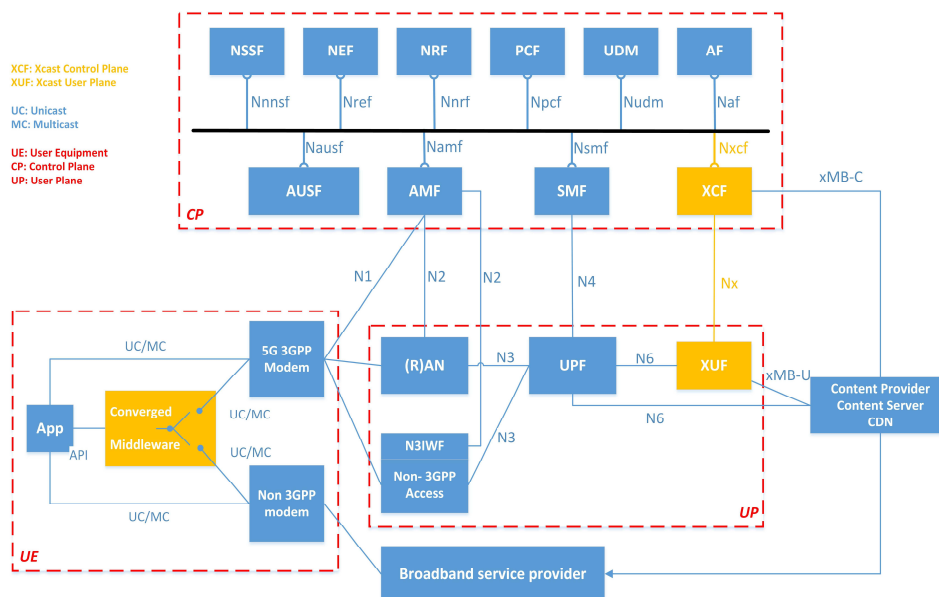 XCF: Xcast Control Plane
XUF: Xcast User Plane
UC: Unicast
MC: Multicast
UE: User Equipment
CP: Control Plane
UP: User Plane
NSSF
NEF
NRF
PCF
UDM
AF
Nnnsf
Nref
Nnrf
Npcf
Nudm
Naf
Nausf
Namf
Nsmf
Nxcf
AUSF
AMF
SMF
XCF
xMB-C
CP
N1
N2
N2
N4
Nx
UC/MC
5G 3GPP
Modem
(R)AN
N3
UPF
N6
XUF
xMB-U
Content Provider
Content Server
CDN
App
API
Converged
Middleware
UC/MC
UC/MC
N3IWF
Non- 3GPP
Access
N3
N6
UC/MC
Non 3GPP
modem
UP
UE
Broadband service provider